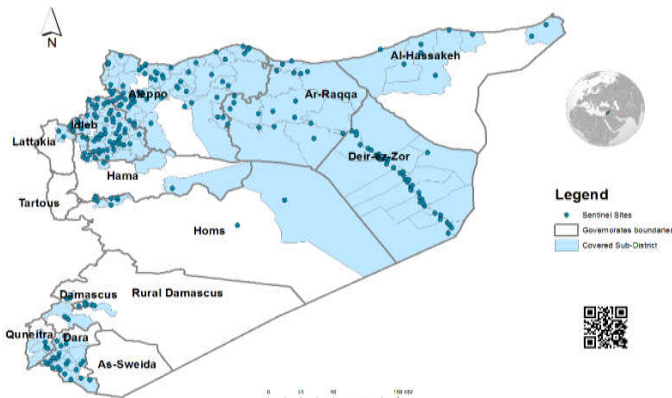 N
Al-Hassakeh
Aleppo
Ar-Raqqa
Idleb
Lattakia
Deir-ez-Zor
Hama
Tartous
Homs
Legend
Sentinel Sites
Governorates boundaries
Covered Sub-District
Damascus
Rural Damascus
Quneitra
Dara
As-Sweida